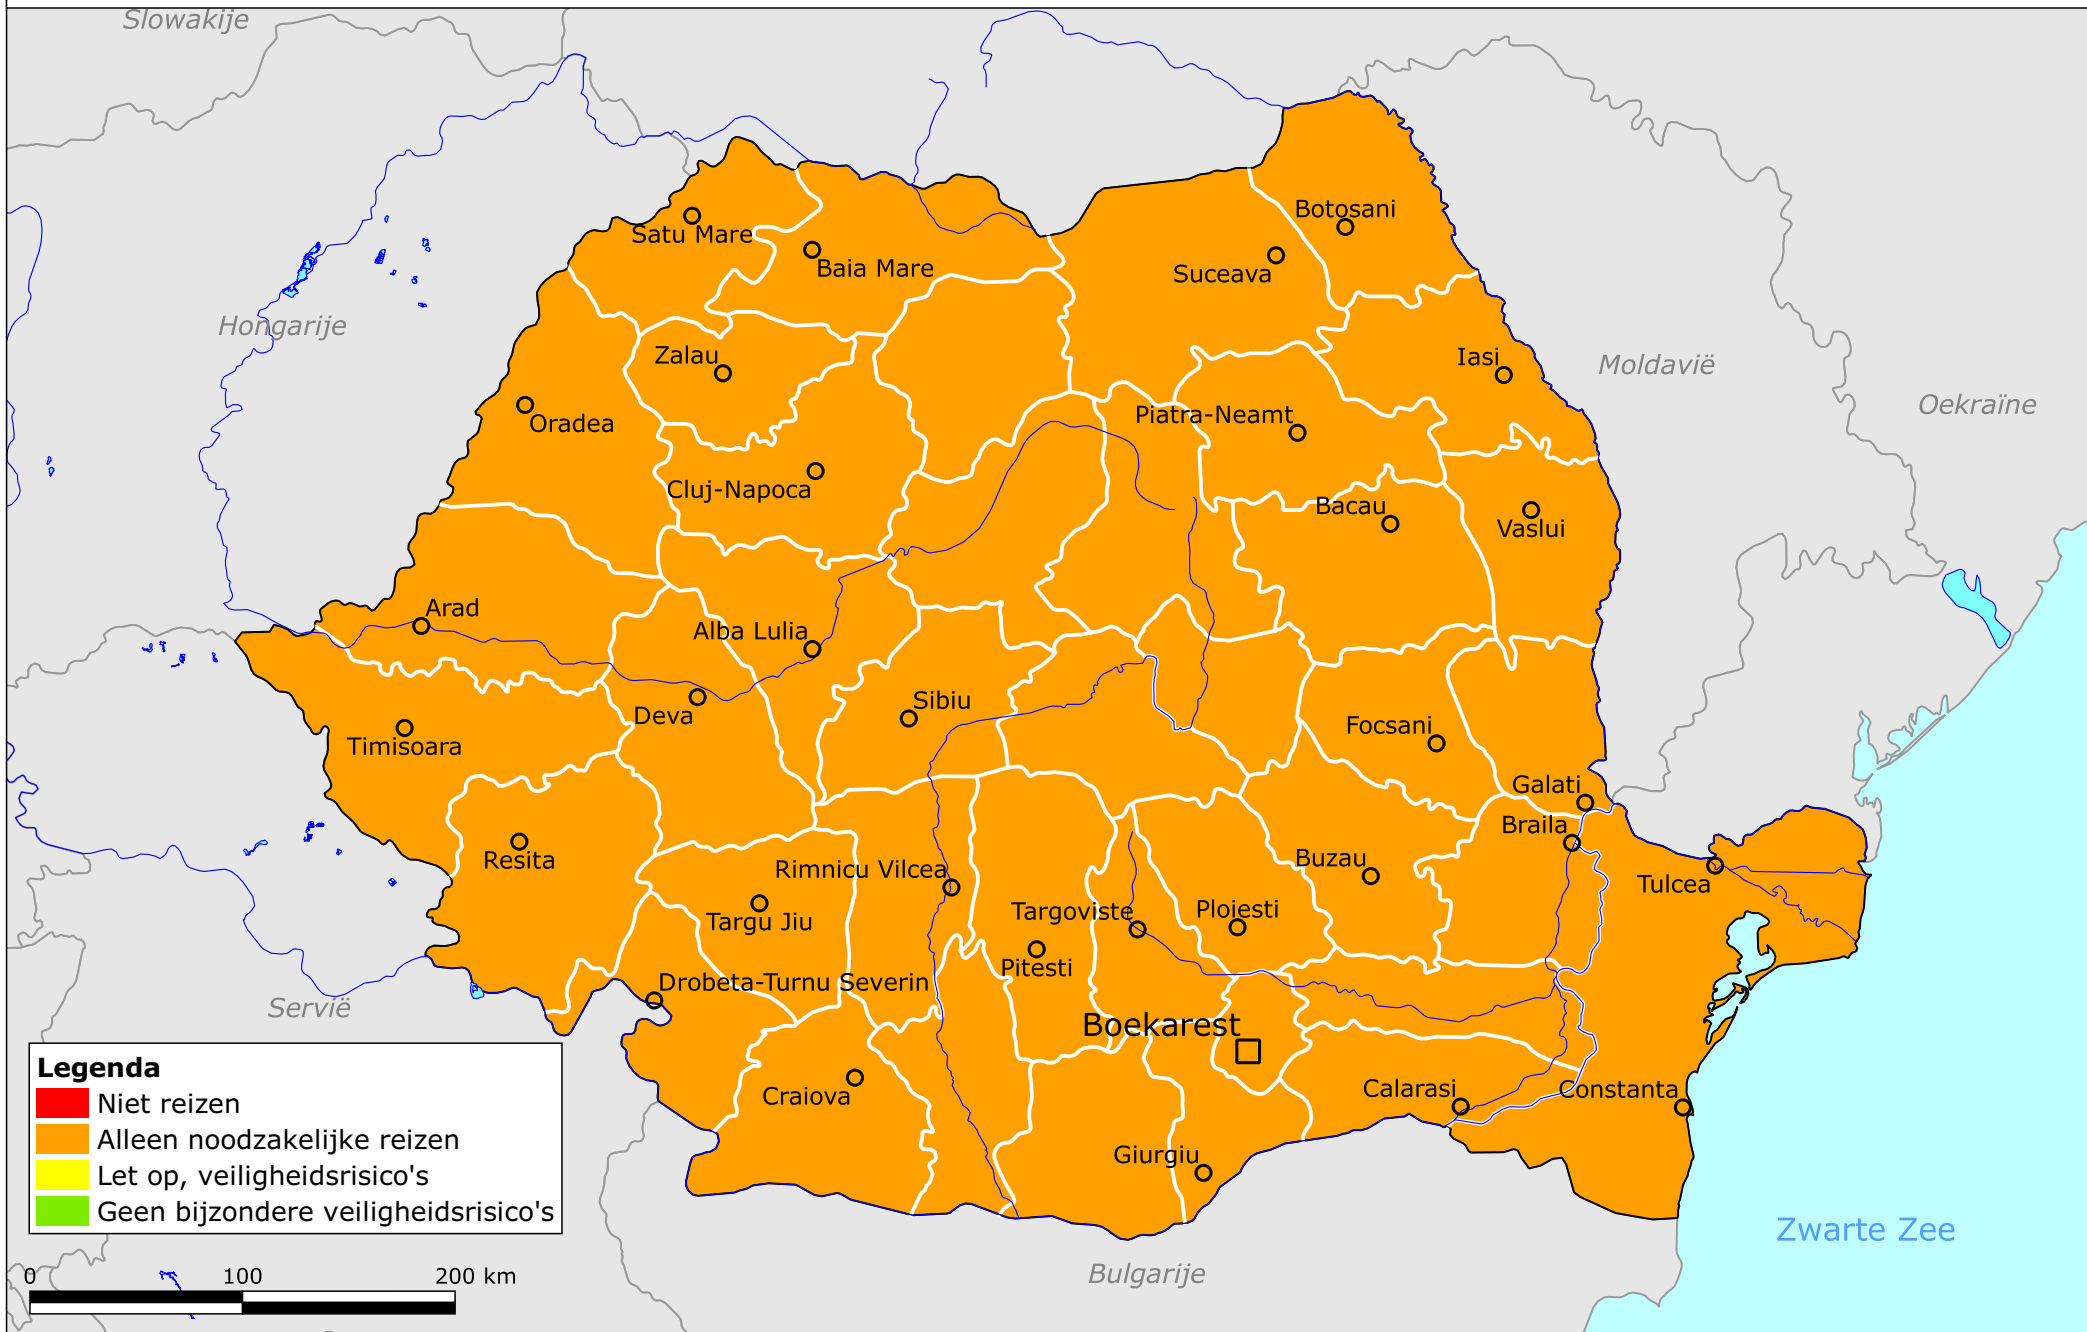 Slowakije
Botosani
Satu Mare
Baia Mare
Suceava
Hongarije
Zalau
Iasi
Moldavië
Oekraïne
Oradea
Piatra-Neamt
Cluj-Napoca
Bacau
Vaslui
Arad
Alba Lulia
Sibiu
Deva
Focsani
Timisoara
Galati
Braila
Resita
Rimnicu Vilcea
Buzau
Tulcea
Targu Jiu
Targoviste
Ploiesti
Pitesti
Drobeta-Turnu Severin
Servië
Boekarest
Craiova
Calarasi
Constanta
Giurgiu
Zwarte Zee
Bulgarije
Legenda
Niet reizen
Alleen noodzakelijke reizen
Let op, veiligheidsrisico's
Geen bijzondere veiligheidsrisico's
0 100 200 km